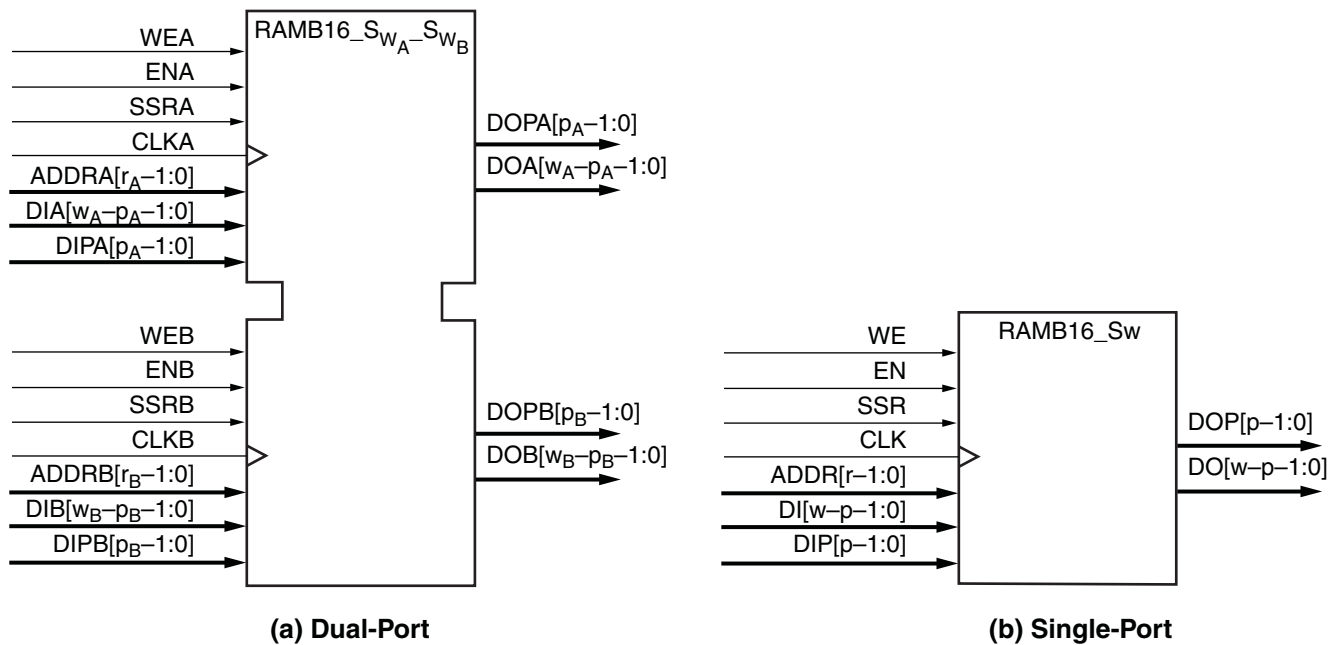 RAMB16_SWA_SWB
WEA
ENA
SSRA
CLKA
ADDRA[rA–1:0]
DIA[wA–pA–1:0]
DIPA[pA–1:0]
DOPA[pA–1:0]
DOA[wA–pA–1:0]
WEB
ENB
SSRB
CLKB
ADDRB[rB–1:0]
DIB[wB–pB–1:0]
DIPB[pB–1:0]
DOPB[pB–1:0]
DOB[wB–pB–1:0]
(a) Dual-Port
RAMB16_Sw
WE
EN
SSR
CLK
ADDR[r–1:0]
DI[w–p–1:0]
DIP[p–1:0]
DOP[p–1:0]
DO[w–p–1:0]
(b) Single-Port